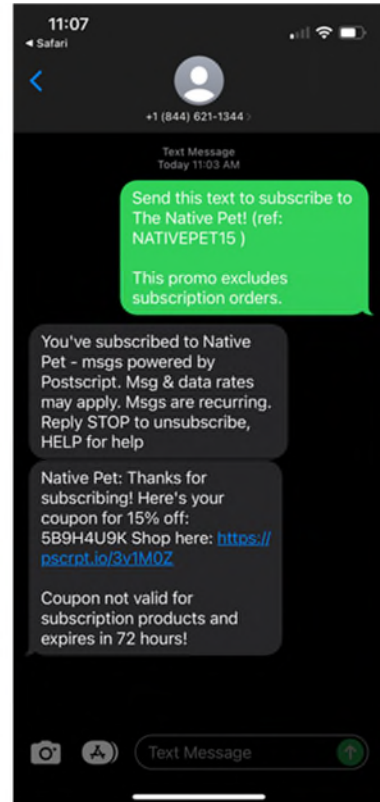 11:07
◀ Safari
+1 (844) 621-1344 >
Text Message
Today 11:03 AM
Send this text to subscribe to
The Native Pet! (ref:
NATIVEPET15 )
This promo excludes
subscription orders.
You've subscribed to Native
Pet - msgs powered by
Postscript. Msg & data rates
may apply. Msgs are recurring.
Reply STOP to unsubscribe,
HELP for help
Native Pet: Thanks for
subscribing! Here's your
coupon for 15% off:
5B9H4U9K Shop here: https://
pscrpt.io/3v1M0Z
Coupon not valid for
subscription products and
expires in 72 hours!
Text Message